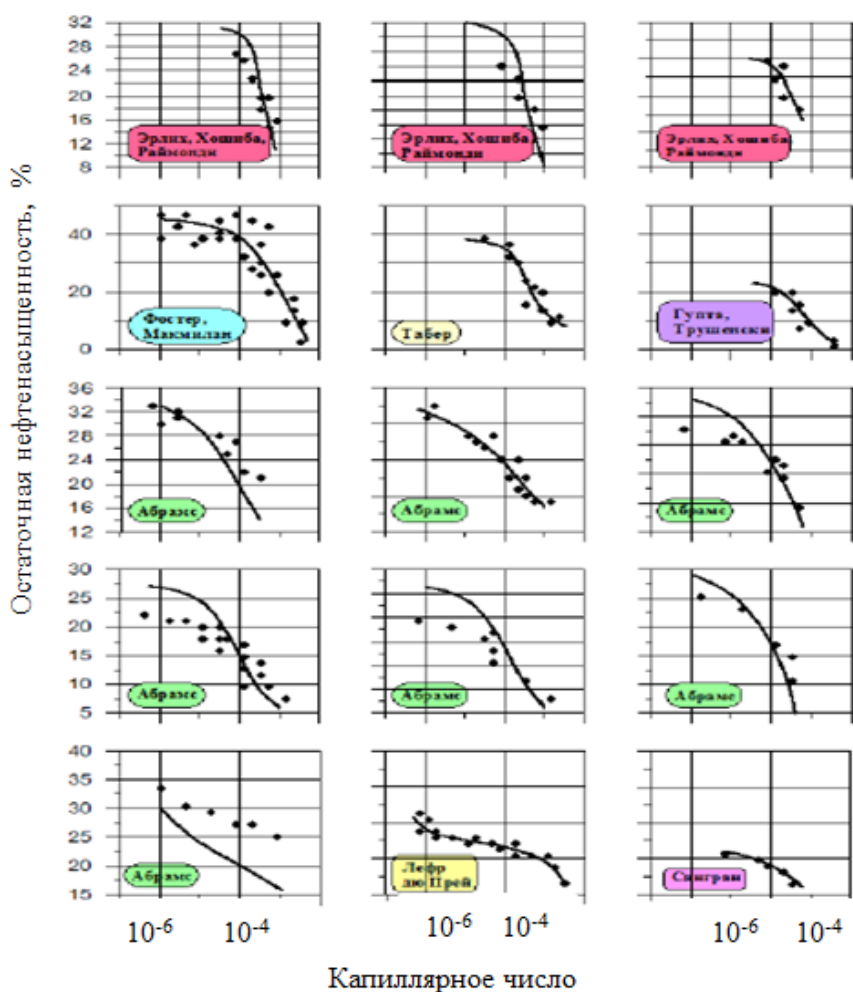 Остаточная нефтенасыщенность, %
32
28
24
20
16
12
8
Эрлих, Хошиба,
Раймонди
Эрлих, Хошиба,
Раймонди
Эрлих, Хошиба,
Раймонди
40
20
0
Фостер,
Макмилан
Табер
Гупта,
Трушенски
36
32
28
24
20
16
12
Абрамс
Абрамс
Абрамс
30
25
20
15
10
5
Абрамс
Абрамс
Абрамс
40
35
30
25
20
15
Абрамс
Лефр
дю Прей
Сингран
10⁻⁶ 10⁻⁴ 10⁻⁶ 10⁻⁴ 10⁻⁶ 10⁻⁴
Капиллярное число